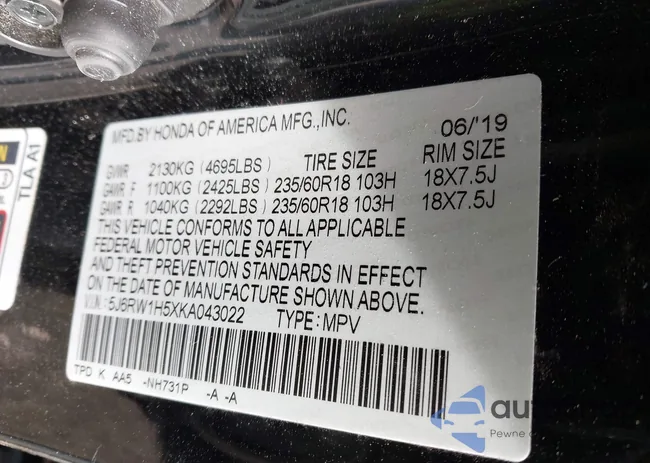 MFD.BY HONDA OF AMERICA MFG.,INC. 06/'19
GVWR 2130KG (4695LBS) TIRE SIZE RIM SIZE
GAWR F 1100KG (2425LBS) 235/60R18 103H 18X7.5J
GAWR R 1040KG (2292LBS) 235/60R18 103H 18X7.5J
THIS VEHICLE CONFORMS TO ALL APPLICABLE
FEDERAL MOTOR VEHICLE SAFETY
AND THEFT PREVENTION STANDARDS IN EFFECT
ON THE DATE OF MANUFACTURE SHOWN ABOVE.
V.I.N.:5J6RW1H5XKA043022 TYPE:MPV
TPD K AA5 -NH731P -A -A
TLA A1
Pewne